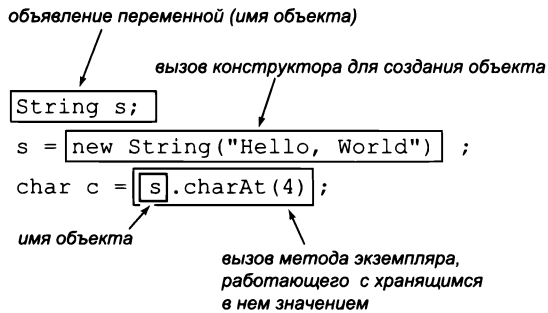 объявление переменной (имя объекта)
вызов конструктора для создания объекта
String s;
s = new String("Hello, World") ;
char c = s.charAt(4) ;
имя объекта
вызов метода экземпляра,
работающего с хранящимся
в нем значением